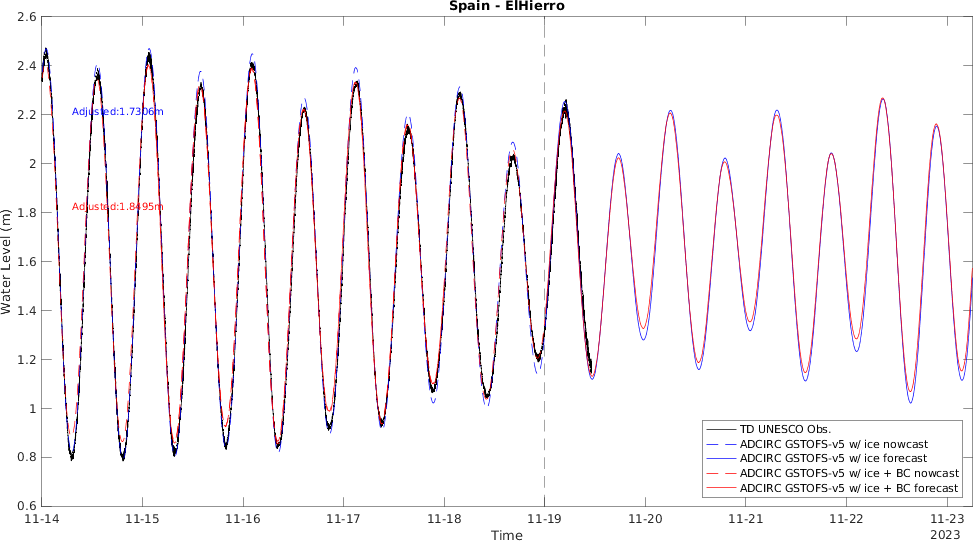 Spain - ElHierro
2.6
2.4
2.2
2
1.8
1.6
1.4
1.2
1
0.8
0.6
Water Level (m)
Adjusted:1.7306m
Adjusted:1.8495m
TD UNESCO Obs.
ADCIRC GSTOFS-v5 w/ ice nowcast
ADCIRC GSTOFS-v5 w/ ice forecast
ADCIRC GSTOFS-v5 w/ ice + BC nowcast
ADCIRC GSTOFS-v5 w/ ice + BC forecast
11-14 11-15 11-16 11-17 11-18 11-19 11-20 11-21 11-22 11-23
2023
Time